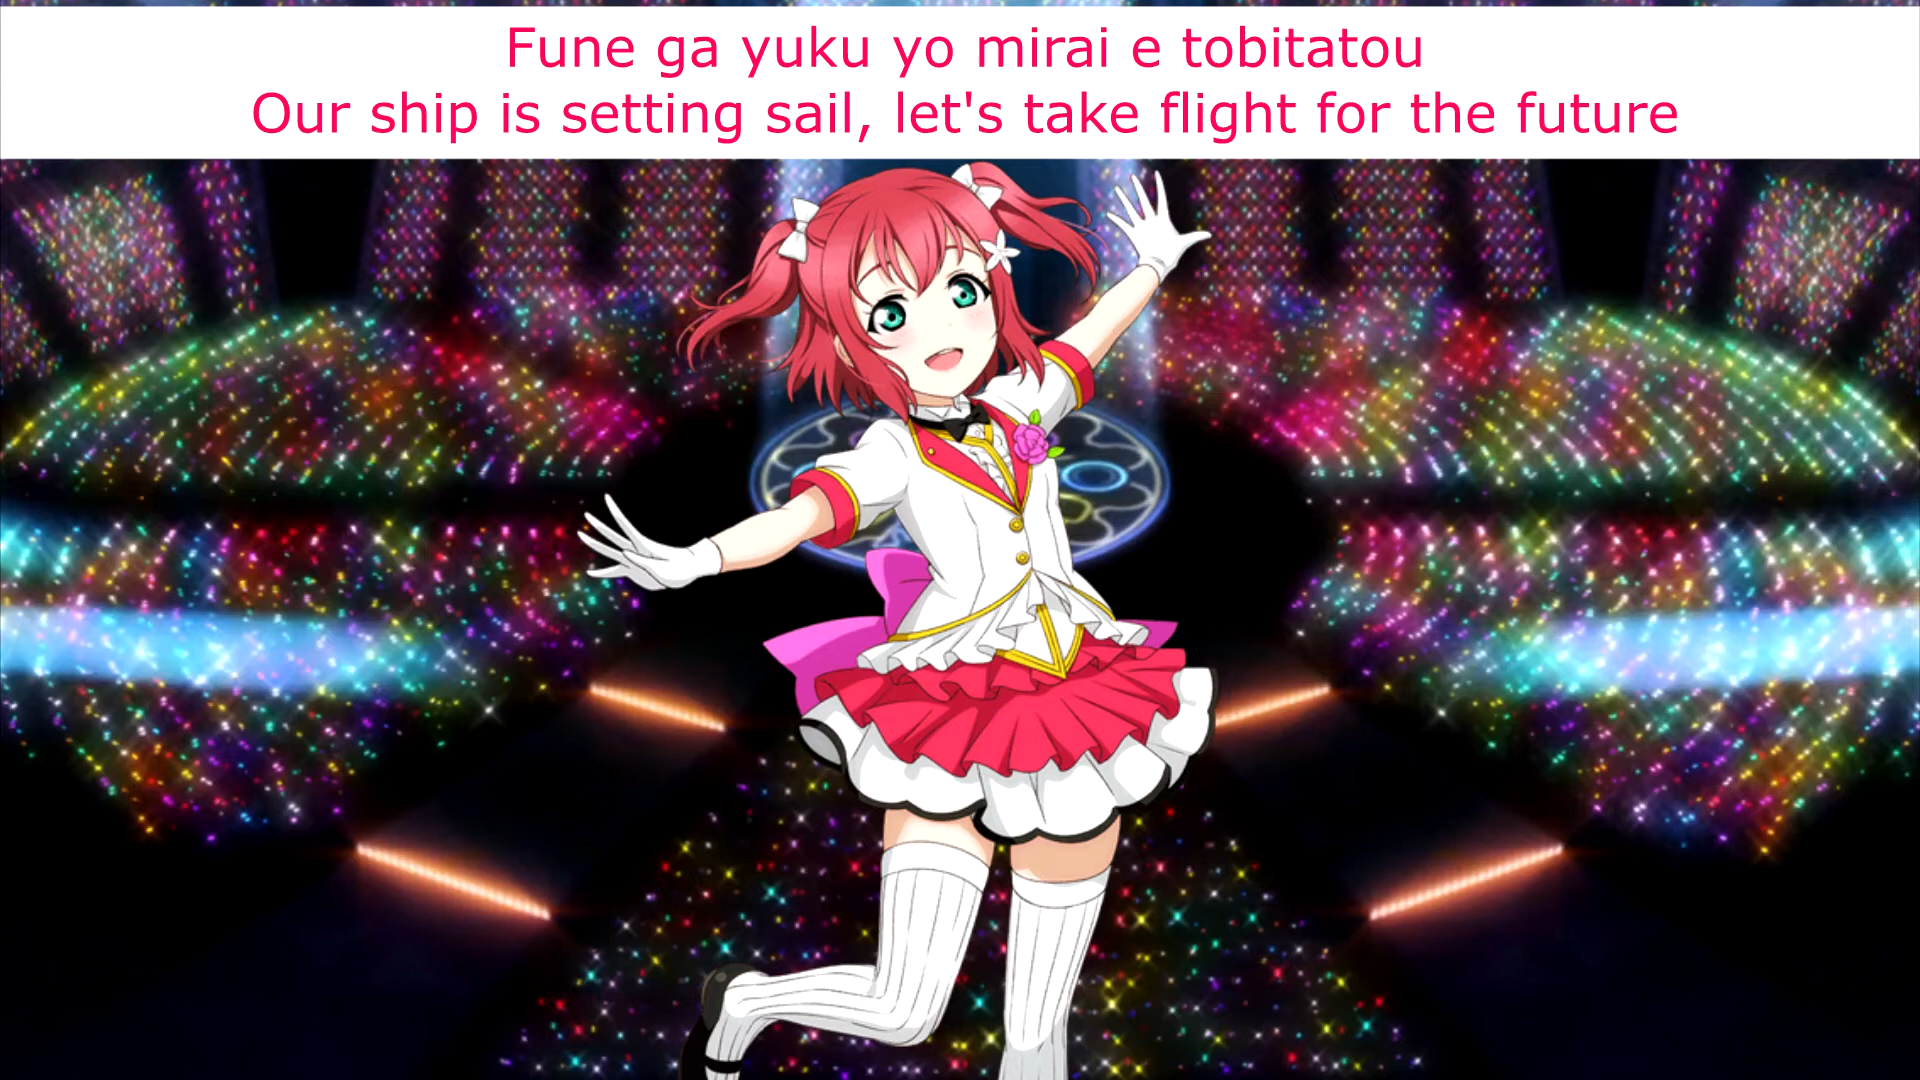 Fune ga yuku yo mirai e tobitatou
Our ship is setting sail, let's take flight for the future